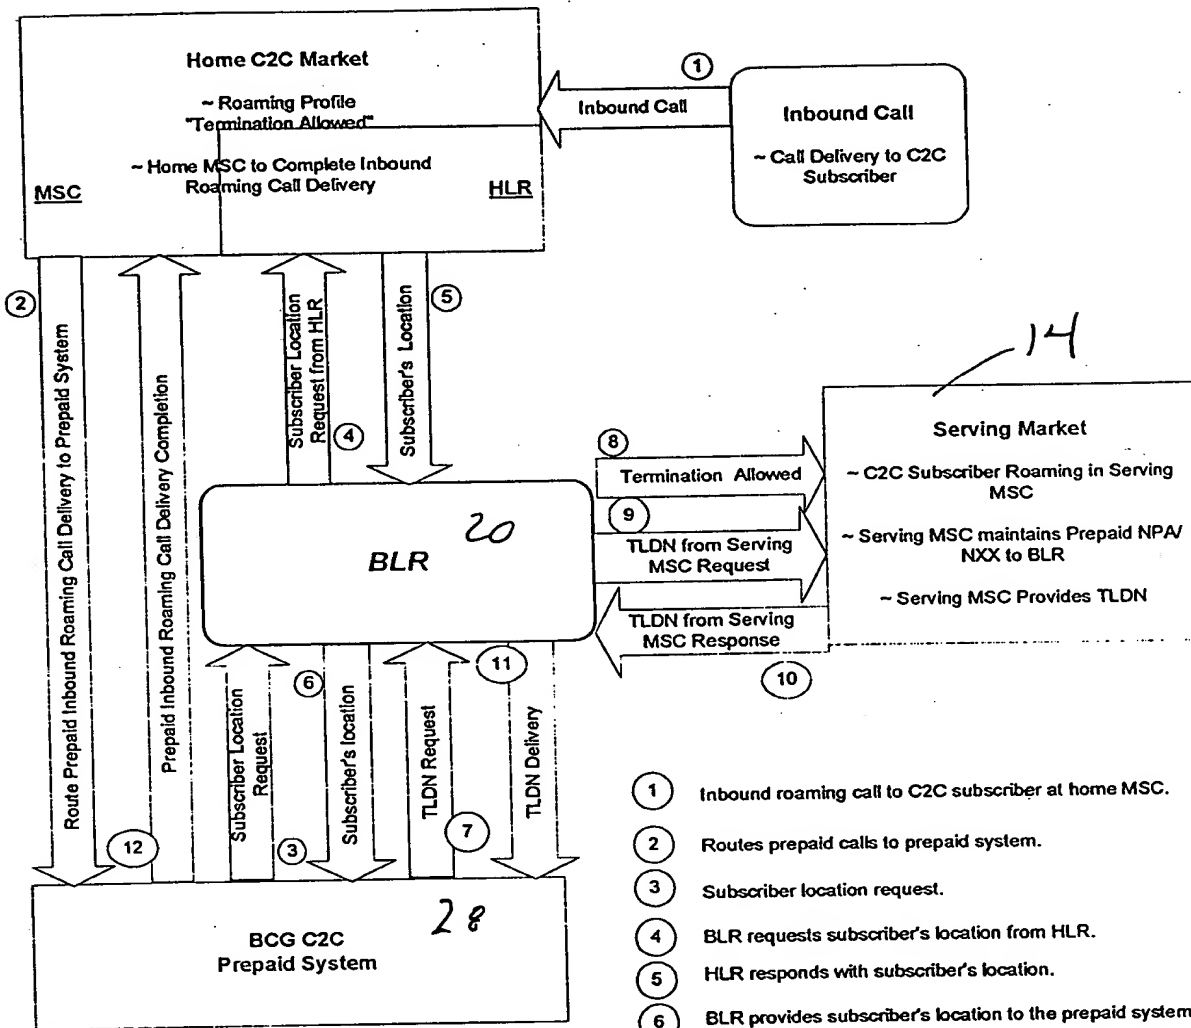 Home C2C Market
~ Roaming Profile
"Termination Allowed"
~ Home MSC to Complete Inbound
Roaming Call Delivery
MSC
HLR
1
Inbound Call
Inbound Call
~ Call Delivery to C2C
Subscriber
2
Route Prepaid Inbound Roaming Call Delivery to Prepaid System
Prepaid Inbound Roaming Call Delivery Completion
12
Subscriber Location
Request from HLR
4
Subscriber's Location
5
14
Serving Market
~ C2C Subscriber Roaming in Serving
MSC
~ Serving MSC maintains Prepaid NPA/
NXX to BLR
~ Serving MSC Provides TLDN
8
Termination Allowed
9
TLDN from Serving
MSC Request
TLDN from Serving
MSC Response
10
BLR
20
Subscriber Location
Request
3
6
Subscriber's location
TLDN Request
7
11
TLDN Delivery
BCG C2C
Prepaid System
28
1 Inbound roaming call to C2C subscriber at home MSC.
2 Routes prepaid calls to prepaid system.
3 Subscriber location request.
4 BLR requests subscriber's location from HLR.
5 HLR responds with subscriber's location.
6 BLR provides subscriber's location to the prepaid system